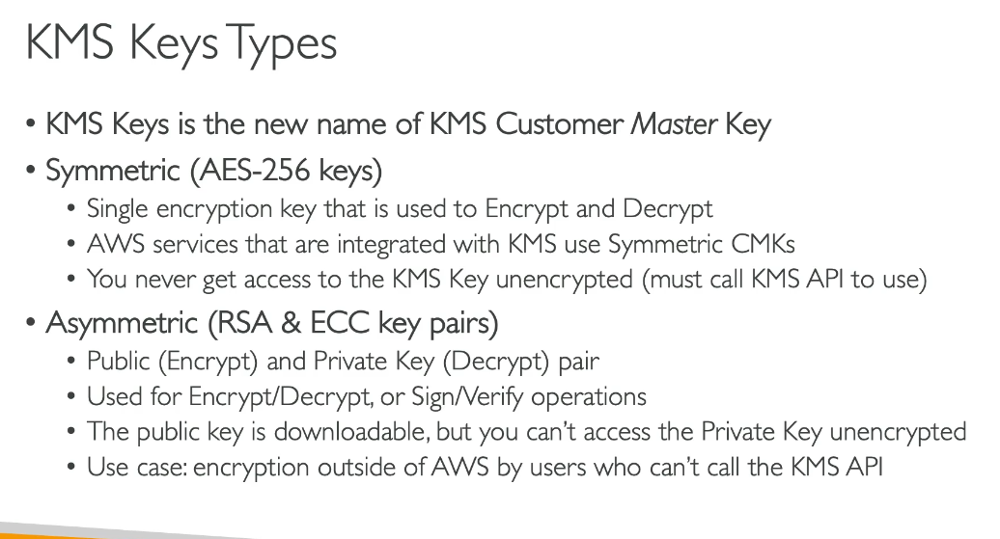 KMS Keys Types
• KMS Keys is the new name of KMS Customer Master Key
• Symmetric (AES-256 keys)
• Single encryption key that is used to Encrypt and Decrypt
• AWS services that are integrated with KMS use Symmetric CMKs
• You never get access to the KMS Key unencrypted (must call KMS API to use)
• Asymmetric (RSA & ECC key pairs)
• Public (Encrypt) and Private Key (Decrypt) pair
• Used for Encrypt/Decrypt, or Sign/Verify operations
• The public key is downloadable, but you can’t access the Private Key unencrypted
• Use case: encryption outside of AWS by users who can’t call the KMS API